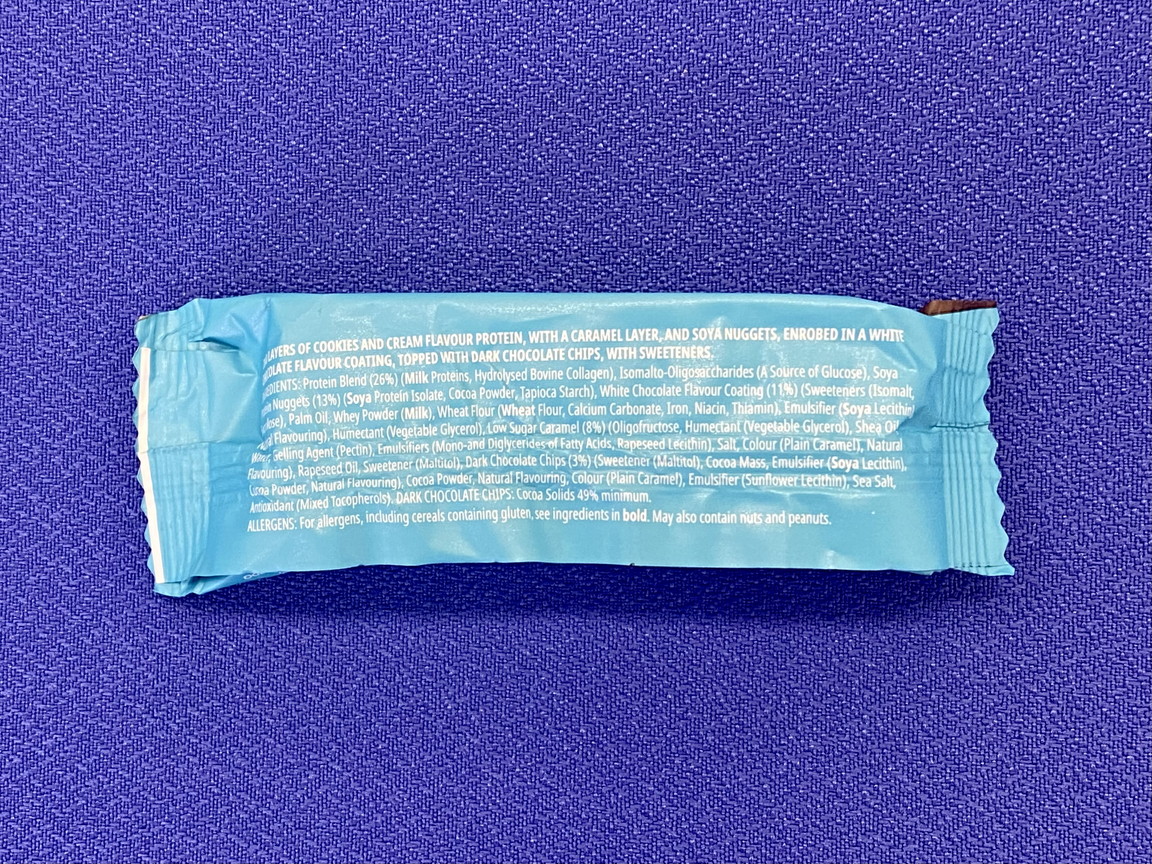 LAYERS OF COOKIES AND CREAM FLAVOUR PROTEIN, WITH A CARAMEL LAYER, AND SOYA NUGGETS, ENROBED IN A WHITE
FLAVOUR COATING, TOPPED WITH DARK CHOCOLATE CHIPS, WITH SWEETENERS.
Protein Blend (26%) (Milk Proteins, Hydrolysed Bovine Collagen), Isomalto-Oligosaccharides (A Source of Glucose), Soya
Nuggets (13%) (Soya Protein Isolate, Cocoa Powder, Tapioca Starch), White Chocolate Flavour Coating (11%) (Sweeteners (Isomalt,
Palm Oil, Whey Powder (Milk), Wheat Flour (Wheat Flour, Calcium Carbonate, Iron, Niacin, Thiamin), Emulsifier (Soya Lecithin
Flavouring), Humectant (Vegetable Glycerol), Low Sugar Caramel (8%) (Oligofructose, Humectant (Vegetable Glycerol), Shea Oil,
Gelling Agent (Pectin), Emulsifiers (Mono-and Diglycerides of Fatty Acids, Rapeseed Lecithin), Salt, Colour (Plain Caramel), Natural
Flavouring), Rapeseed Oil, Sweetener (Maltitol), Dark Chocolate Chips (3%) (Sweetener (Maltitol), Cocoa Mass, Emulsifier (Soya Lecithin),
Cocoa Powder, Natural Flavouring), Cocoa Powder, Natural Flavouring, Colour (Plain Caramel), Emulsifier (Sunflower Lecithin), Sea Salt,
Antioxidant (Mixed Tocopherols). DARK CHOCOLATE CHIPS: Cocoa Solids 49% minimum.
ALLERGENS: For allergens, including cereals containing gluten, see ingredients in bold. May also contain nuts and peanuts.